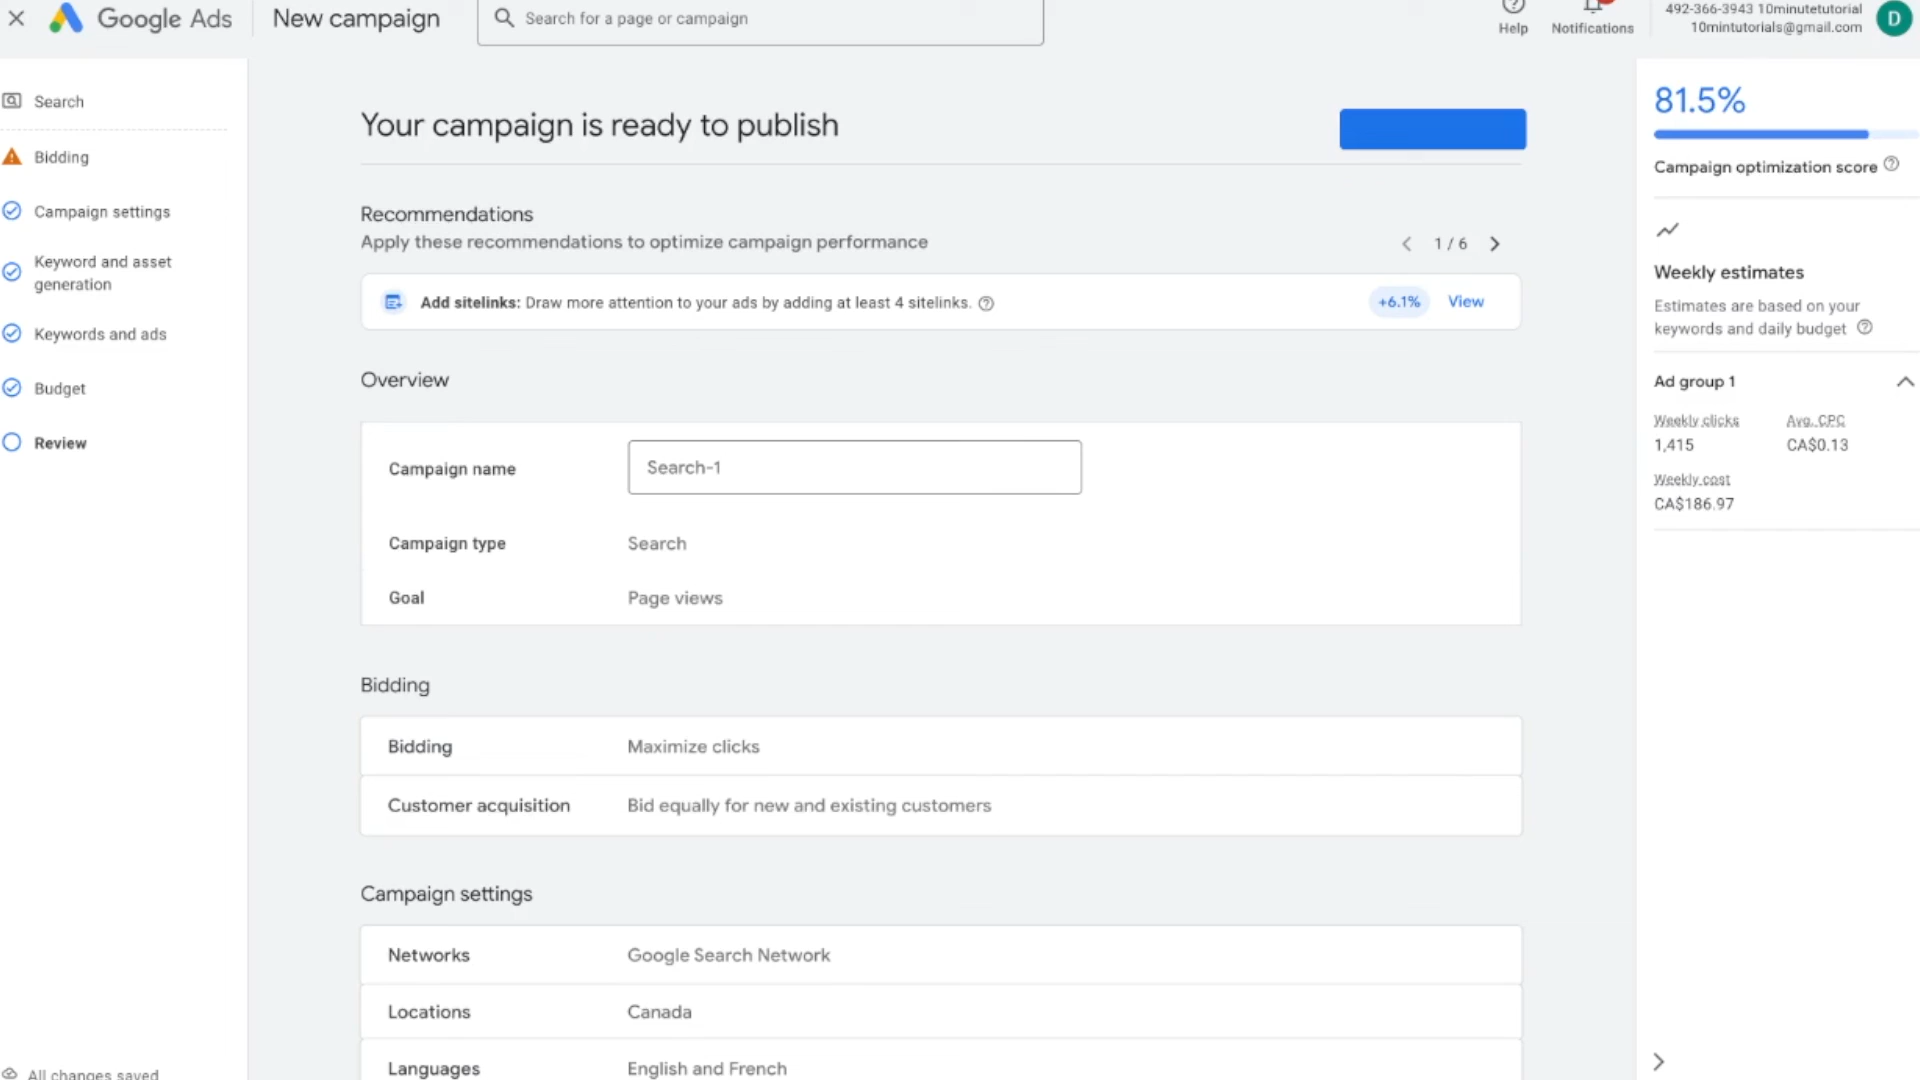 Google Ads
New campaign
Search for a page or campaign
Help
Notifications
492-366-3943 10minutetutorial
10mintutorials@gmail.com
D
Search
Bidding
Campaign settings
Keyword and asset
generation
Keywords and ads
Budget
Review
All changes saved
Your campaign is ready to publish
Recommendations
Apply these recommendations to optimize campaign performance
1 / 6
Add sitelinks: Draw more attention to your ads by adding at least 4 sitelinks.
+6.1%
View
Overview
Campaign name
Search-1
Campaign type
Search
Goal
Page views
Bidding
Bidding
Maximize clicks
Customer acquisition
Bid equally for new and existing customers
Campaign settings
Networks
Google Search Network
Locations
Canada
Languages
English and French
81.5%
Campaign optimization score
Weekly estimates
Estimates are based on your
keywords and daily budget
Ad group 1
Weekly clicks
Avg. CPC
1,415
CA$0.13
Weekly cost
CA$186.97